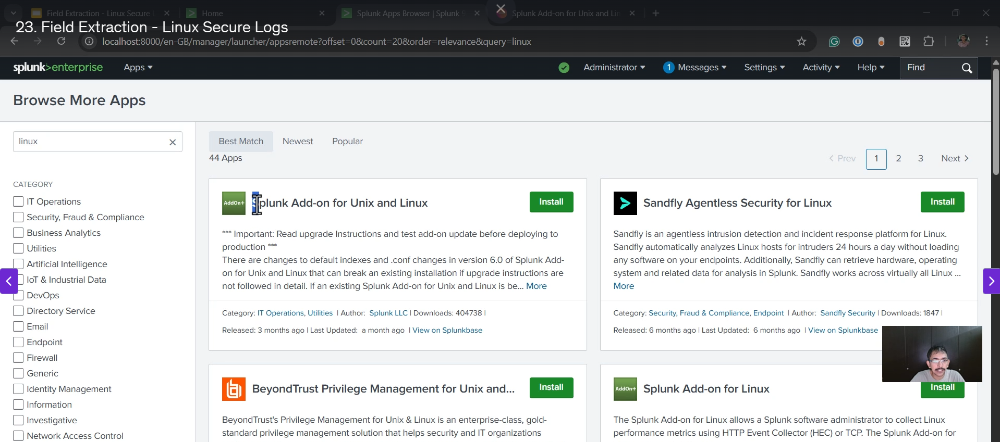 Field Extraction - Linux Secure
Home
Splunk Apps Browser | Splunk 9
Splunk Add-on for Unix and Lin
23. Field Extraction - Linux Secure Logs
localhost:8000/en-GB/manager/launcher/appsremote?offset=0&count=20&order=relevance&query=linux
splunk>enterprise
Apps
Administrator
1 Messages
Settings
Activity
Help
Find
Browse More Apps
linux
Best Match
Newest
Popular
44 Apps
< Prev
1
2
3
Next >
CATEGORY
IT Operations
Security, Fraud & Compliance
Business Analytics
Utilities
Artificial Intelligence
IoT & Industrial Data
DevOps
Directory Service
Email
Endpoint
Firewall
Generic
Identity Management
Information
Investigative
Network Access Control
AddOn+
Splunk Add-on for Unix and Linux
Install
*** Important: Read upgrade Instructions and test add-on update before deploying to
production ***
There are changes to default indexes and .conf changes in version 6.0 of Splunk Add-
on for Unix and Linux that can break an existing installation if upgrade instructions are
not followed in detail. If an existing Splunk Add-on for Unix and Linux is be... More
Category: IT Operations, Utilities | Author: Splunk LLC | Downloads: 404738 |
Released: 3 months ago | Last Updated: a month ago | View on Splunkbase
Sandfly Agentless Security for Linux
Install
Sandfly is an agentless intrusion detection and incident response platform for Linux.
Sandfly automatically analyzes Linux hosts for intruders 24 hours a day without loading
any software on your endpoints. Additionally, Sandfly can retrieve hardware, operating
system and related data for analysis in Splunk. Sandfly works across virtually all Linux ...
More
Category: Security, Fraud & Compliance, Endpoint | Author: Sandfly Security | Downloads: 1847 |
Released: 6 months ago | Last Updated: 6 months ago | View on Splunkbase
BeyondTrust Privilege Management for Unix and...
Install
BeyondTrust's Privilege Management for Unix & Linux is an enterprise-class, gold-
standard privilege management solution that helps security and IT organizations
AddOn+
Splunk Add-on for Linux
Install
The Splunk Add-on for Linux allows a Splunk software administrator to collect Linux
performance metrics using HTTP Event Collector (HEC) or TCP. The Splunk Add-on for